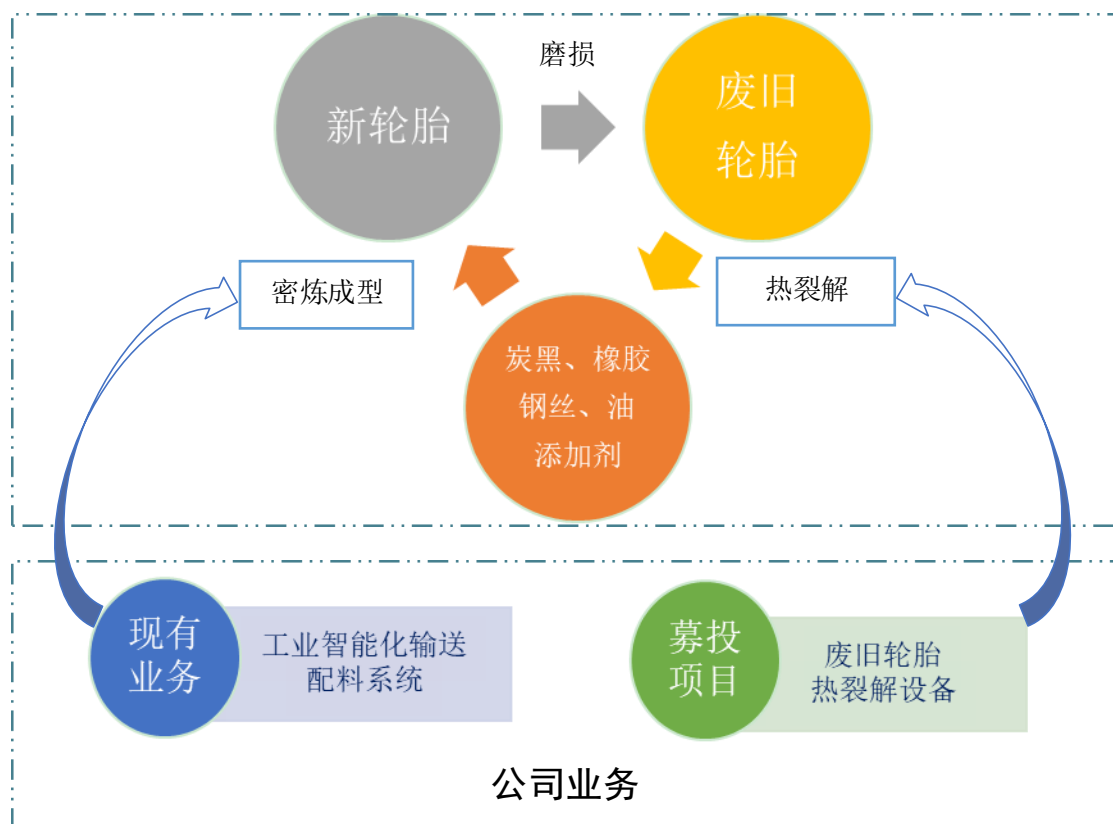 磨损
新轮胎
废旧
轮胎
密炼成型
热裂解
炭黑、橡胶
钢丝、油
添加剂
现有
业务
工业智能化输送
配料系统
募投
项目
废旧轮胎
热裂解设备
公司业务